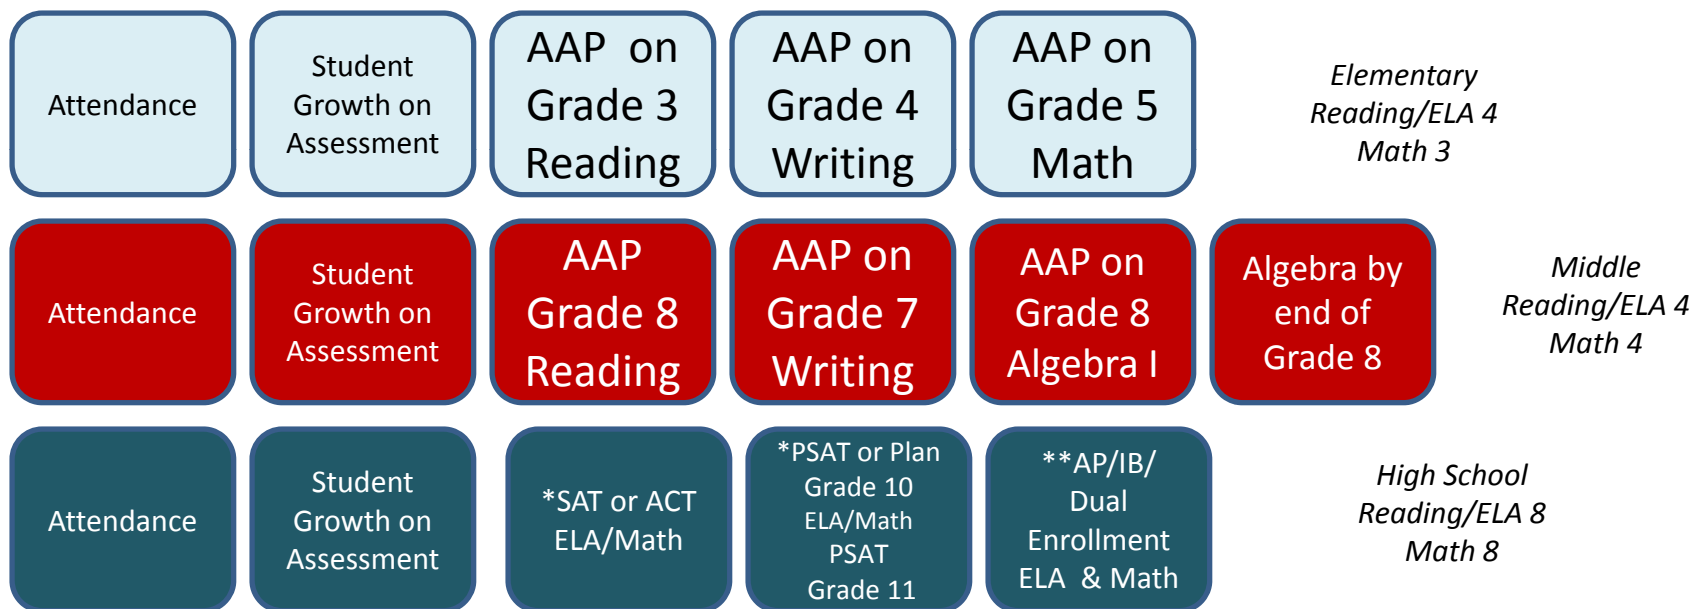 Attendance
Student
Growth on
Assessment
AAP on
Grade 3
Reading
AAP on
Grade 4
Writing
AAP on
Grade 5
Math
Elementary
Reading/ELA 4
Math 3
Attendance
Student
Growth on
Assessment
AAP
Grade 8
Reading
AAP on
Grade 7
Writing
AAP on
Grade 8
Algebra I
Algebra by
end of
Grade 8
Middle
Reading/ELA 4
Math 4
Attendance
Student
Growth on
Assessment
*SAT or ACT
ELA/Math
*PSAT or Plan
Grade 10
ELA/Math
PSAT
Grade 11
**AP/IB/
Dual
Enrollment
ELA & Math
High School
Reading/ELA 8
Math 8